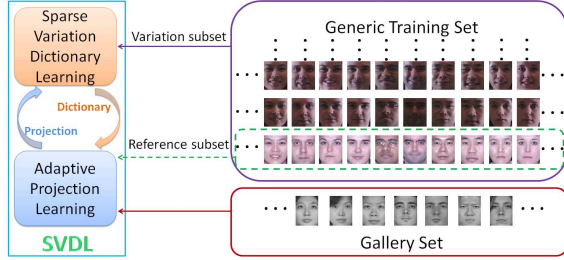 Sparse
Variation
Dictionary
Learning
Dictionary
Projection
Adaptive
Projection
Learning
SVDL
Variation subset
Reference subset
Generic Training Set
Gallery Set